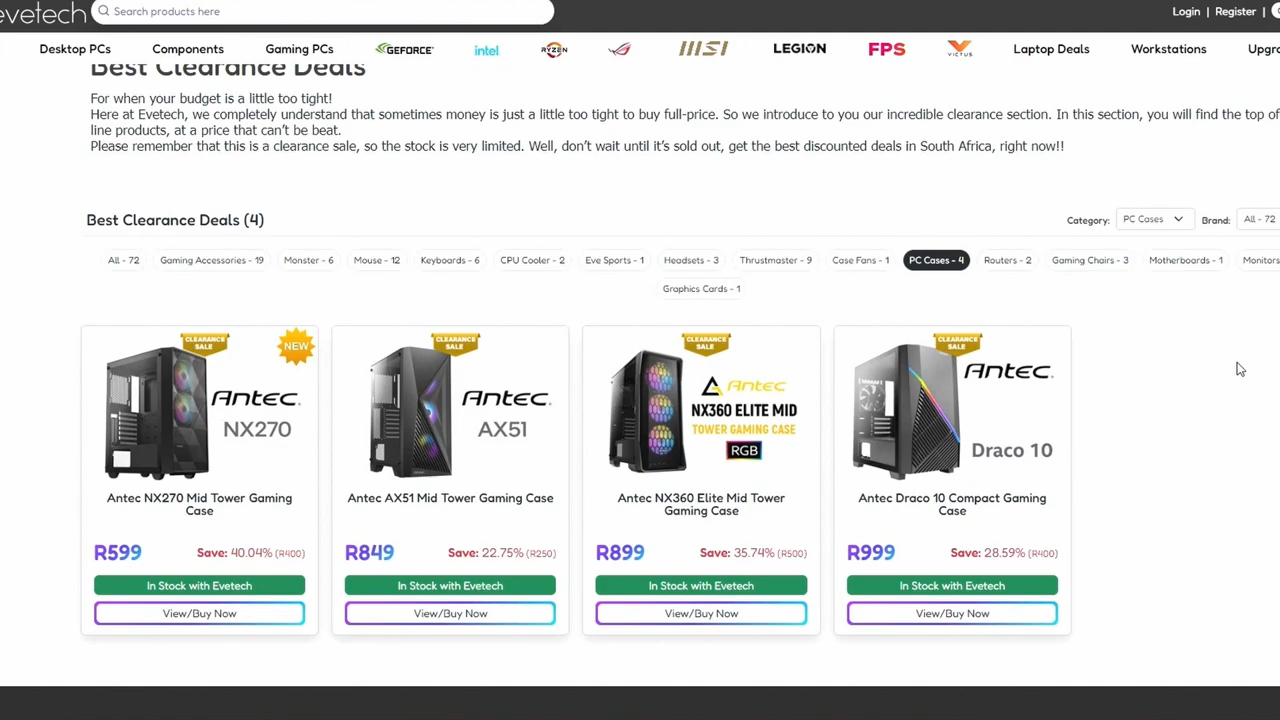 evetech
Search products here
Login | Register |
Desktop PCs
Components
Gaming PCs
GEFORCE
intel
RYZEN
MSI
LEGION
FPS
VICTUS
Laptop Deals
Workstations
Upgra
Best Clearance Deals
For when your budget is a little too tight!
Here at Evetech, we completely understand that sometimes money is just a little too tight to buy full-price. So we introduce to you our incredible clearance section. In this section, you will find the top of
line products, at a price that can't be beat.
Please remember that this is a clearance sale, so the stock is very limited. Well, don't wait until it's sold out, get the best discounted deals in South Africa, right now!!
Best Clearance Deals (4)
Category:
PC Cases
Brand:
All - 72
All - 72
Gaming Accessories - 19
Monster - 6
Mouse - 12
Keyboards - 6
CPU Cooler - 2
Eve Sports - 1
Headsets - 3
Thrustmaster - 9
Case Fans - 1
PC Cases - 4
Routers - 2
Gaming Chairs - 3
Motherboards - 1
Monitors
Graphics Cards - 1
CLEARANCE
SALE
NEW
Antec
NX270
Antec NX270 Mid Tower Gaming
Case
R599
Save: 40.04% (R400)
In Stock with Evetech
View/Buy Now
CLEARANCE
SALE
Antec
AX51
Antec AX51 Mid Tower Gaming Case
R849
Save: 22.75% (R250)
In Stock with Evetech
View/Buy Now
CLEARANCE
SALE
Antec
NX360 ELITE MID
TOWER GAMING CASE
RGB
Antec NX360 Elite Mid Tower
Gaming Case
R899
Save: 35.74% (R500)
In Stock with Evetech
View/Buy Now
CLEARANCE
SALE
Antec
Draco 10
Antec Draco 10 Compact Gaming
Case
R999
Save: 28.59% (R400)
In Stock with Evetech
View/Buy Now